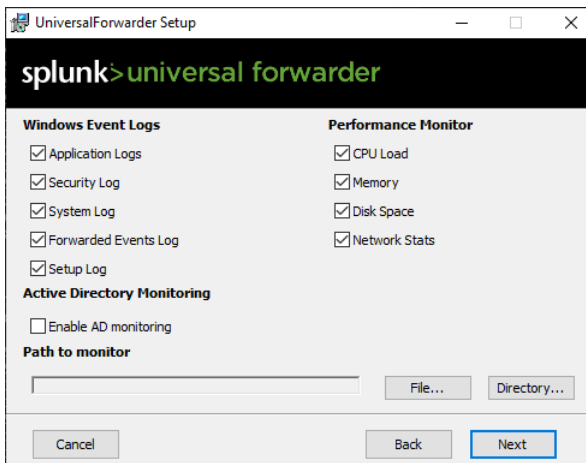 UniversalForwarder Setup
splunk>universal forwarder
Windows Event Logs
Application Logs
Security Log
System Log
Forwarded Events Log
Setup Log
Performance Monitor
CPU Load
Memory
Disk Space
Network Stats
Active Directory Monitoring
Enable AD monitoring
Path to monitor
File...
Directory...
Cancel
Back
Next